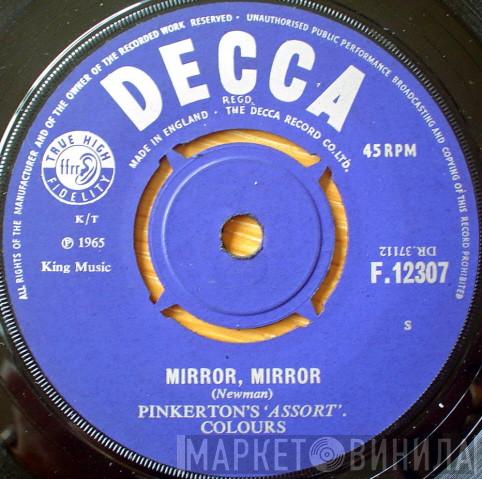 ALL RIGHTS OF THE MANUFACTURER AND OF THE OWNER OF THE RECORDED WORK RESERVED · UNAUTHORISED PUBLIC PERFORMANCE BROADCASTING AND COPYING OF THIS RECORD PROHIBITED
DECCA
REGD.
MADE IN ENGLAND · THE DECCA RECORD CO. LTD.
TRUE HIGH
ffrr
FIDELITY
45 RPM
K/T
℗ 1965
King Music
DR.37112
F.12307
S
MIRROR, MIRROR
(Newman)
PINKERTON'S 'ASSORT'.
COLOURS
МАРКЕТ ВИНИЛА